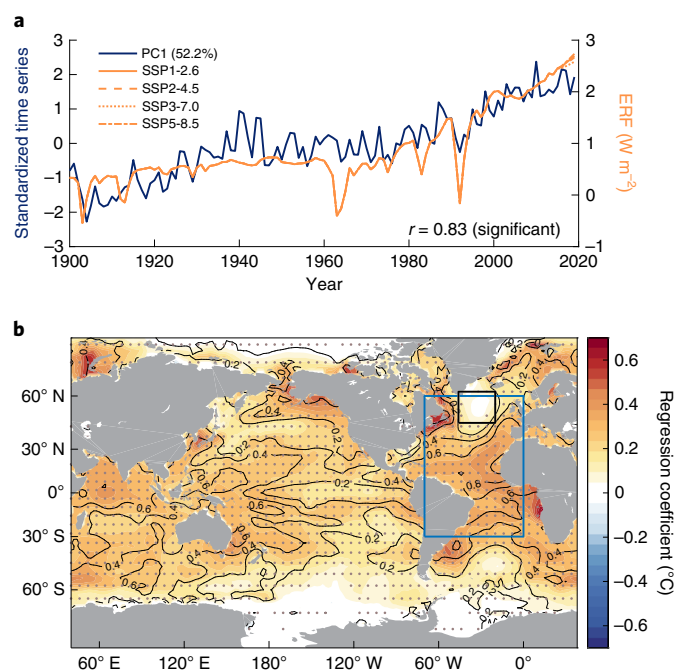 a
PC1 (52.2%)
SSP1-2.6
SSP2-4.5
SSP3-7.0
SSP5-8.5
3
2
1
0
−1
−2
−3
Standardized time series
3
2
1
0
−1
ERF (W m⁻²)
r = 0.83 (significant)
1900 1920 1940 1960 1980 2000 2020
Year
b
60° N
30° N
0°
30° S
60° S
60° E 120° E 180° 120° W 60° W 0°
0.6
0.4
0.2
0
−0.2
−0.4
−0.6
Regression coefficient (°C)